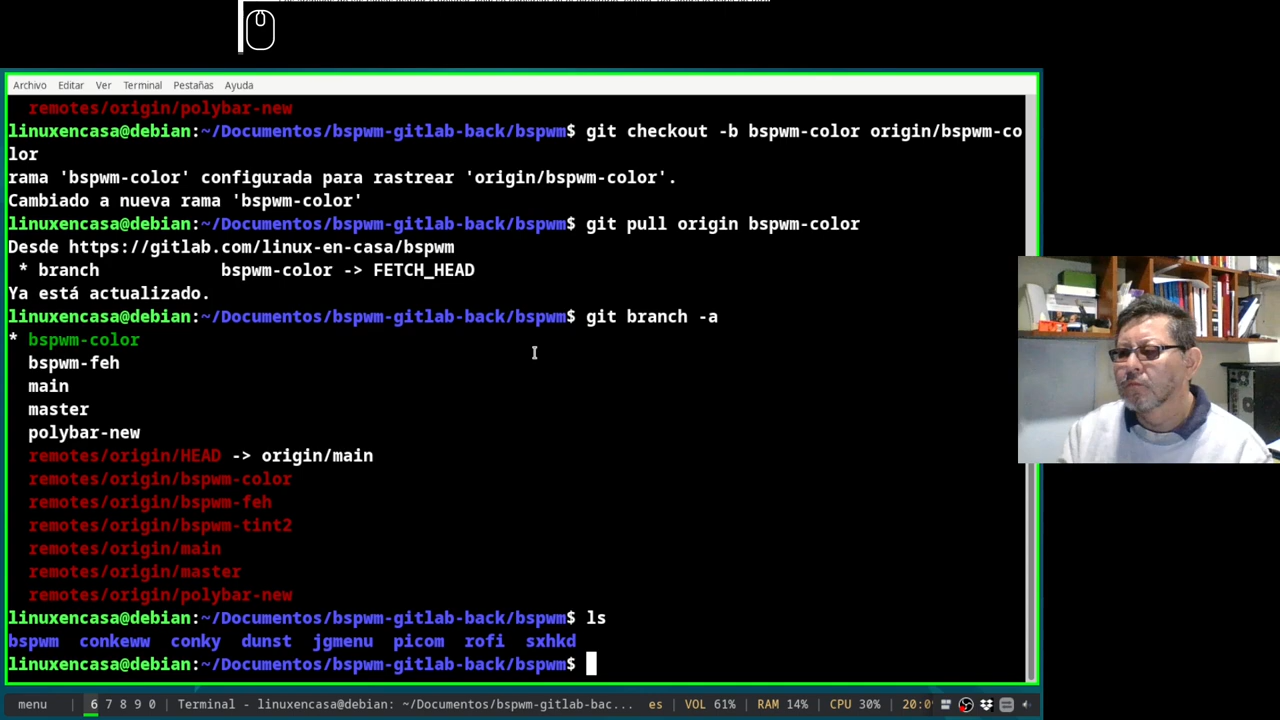 Archivo Editar Ver Terminal Pestañas Ayuda
remotes/origin/polybar-new
linuxencasa@debian:~/Documentos/bspwm-gitlab-back/bspwm$ git checkout -b bspwm-color origin/bspwm-co
lor
rama 'bspwm-color' configurada para rastrear 'origin/bspwm-color'.
Cambiado a nueva rama 'bspwm-color'
linuxencasa@debian:~/Documentos/bspwm-gitlab-back/bspwm$ git pull origin bspwm-color
Desde https://gitlab.com/linux-en-casa/bspwm
* branch bspwm-color -> FETCH_HEAD
Ya está actualizado.
linuxencasa@debian:~/Documentos/bspwm-gitlab-back/bspwm$ git branch -a
* bspwm-color
bspwm-feh
main
master
polybar-new
remotes/origin/HEAD -> origin/main
remotes/origin/bspwm-color
remotes/origin/bspwm-feh
remotes/origin/bspwm-tint2
remotes/origin/main
remotes/origin/master
remotes/origin/polybar-new
linuxencasa@debian:~/Documentos/bspwm-gitlab-back/bspwm$ ls
bspwm conkeww conky dunst jgmenu picom rofi sxhkd
linuxencasa@debian:~/Documentos/bspwm-gitlab-back/bspwm$
menu | 6 7 8 9 0 | Terminal - linuxencasa@debian: ~/Documentos/bspwm-gitlab-bac... es | VOL 61% | RAM 14% | CPU 30% | 20:0